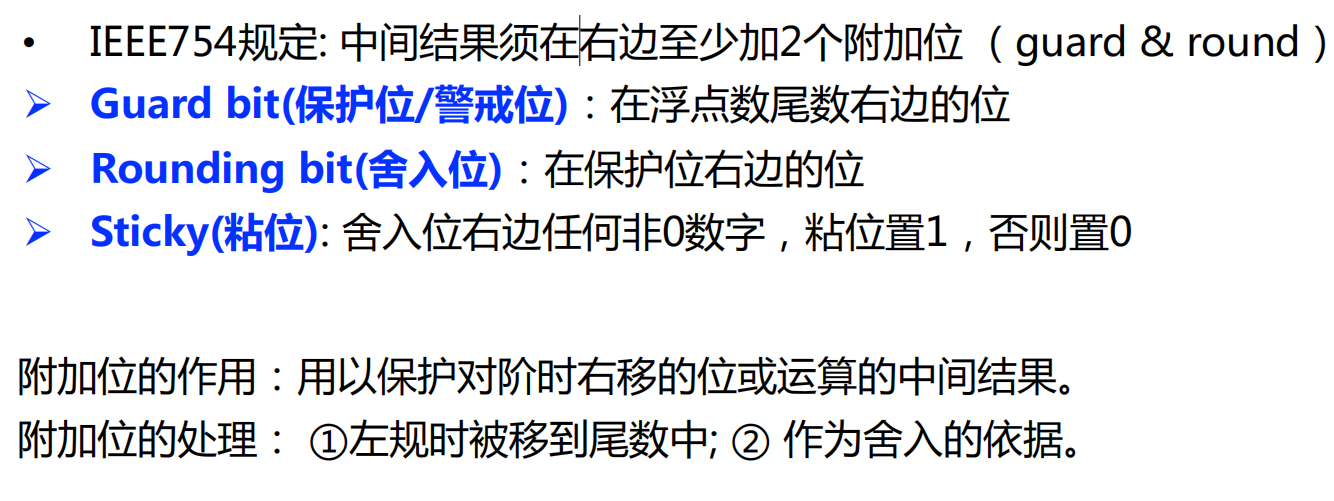 • IEEE754规定: 中间结果须在右边至少加2个附加位（guard & round）
➢ Guard bit(保护位/警戒位)：在浮点数尾数右边的位
➢ Rounding bit(舍入位)：在保护位右边的位
➢ Sticky(粘位): 舍入位右边任何非0数字，粘位置1，否则置0
附加位的作用：用以保护对阶时右移的位或运算的中间结果。
附加位的处理： ①左规时被移到尾数中; ② 作为舍入的依据。